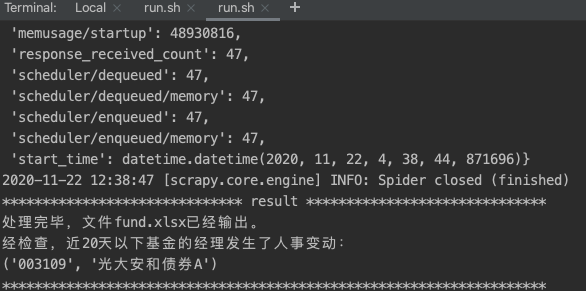 Terminal: Local × run.sh × run.sh × +
'memusage/startup': 48930816,
'response_received_count': 47,
'scheduler/dequeued': 47,
'scheduler/dequeued/memory': 47,
'scheduler/enqueued': 47,
'scheduler/enqueued/memory': 47,
'start_time': datetime.datetime(2020, 11, 22, 4, 38, 44, 871696)}
2020-11-22 12:38:47 [scrapy.core.engine] INFO: Spider closed (finished)
***************************** result *****************************
处理完毕，文件fund.xlsx已经输出。
经检查，近20天以下基金的经理发生了人事变动：
('003109', '光大安和债券A')
******************************************************************